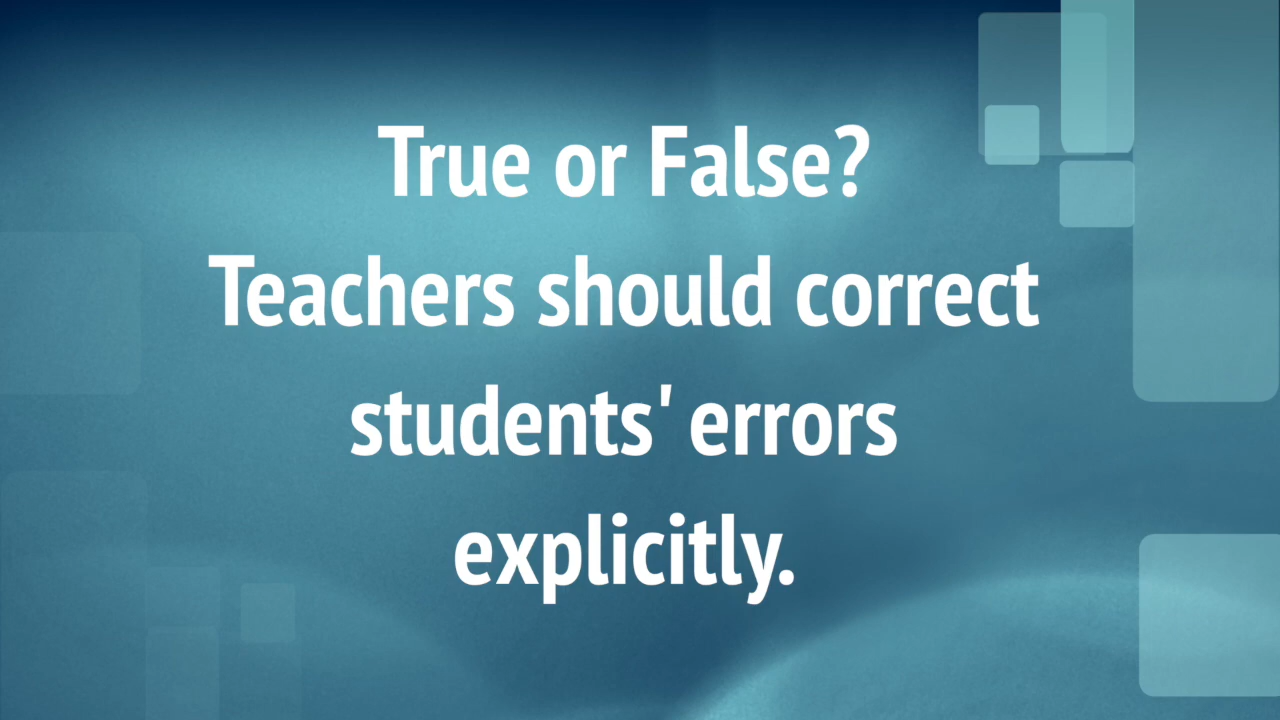 True or False?
Teachers should correct
students' errors
explicitly.